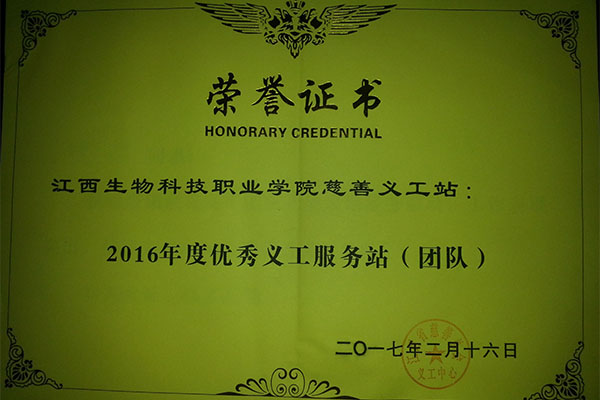 荣誉证书
HONORARY CREDENTIAL
江西生物科技职业学院慈善义工站：
2016年度优秀义工服务站（团队）
二〇一七年二月十六日
义工中心